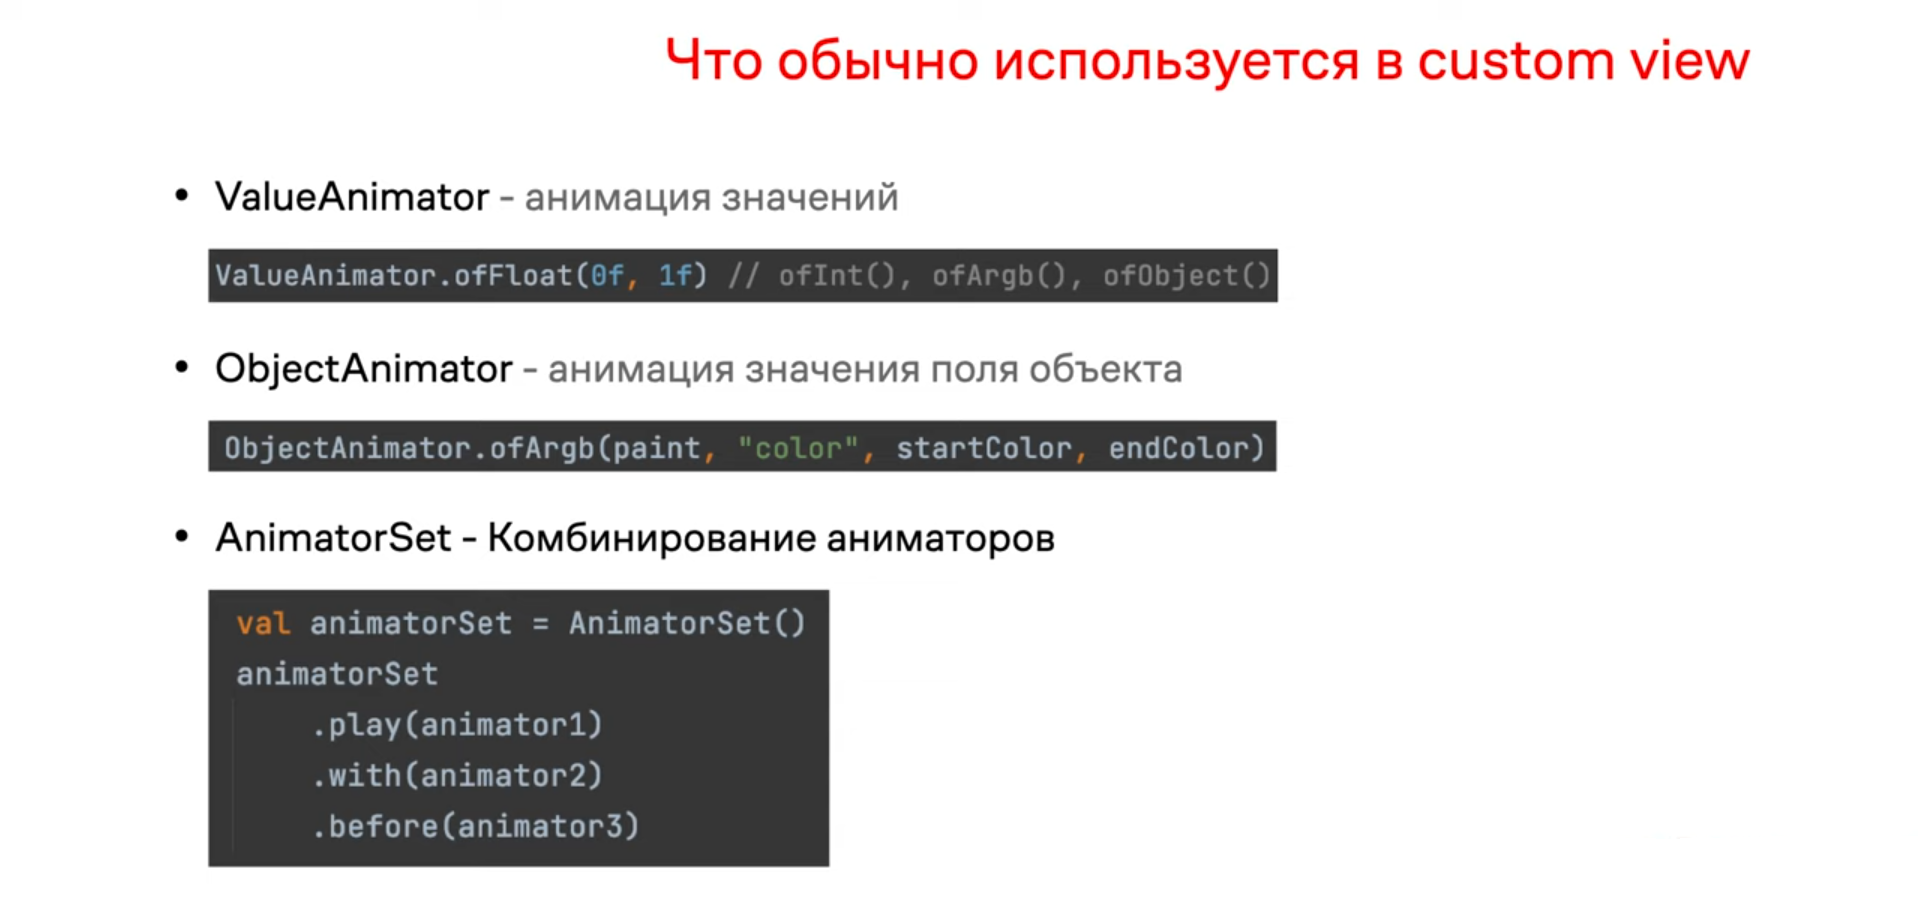 Что обычно используется в custom view
• ValueAnimator - анимация значений
ValueAnimator.ofFloat(0f, 1f) // ofInt(), ofArgb(), ofObject()
• ObjectAnimator - анимация значения поля объекта
ObjectAnimator.ofArgb(paint, "color", startColor, endColor)
• AnimatorSet - Комбинирование аниматоров
val animatorSet = AnimatorSet()
animatorSet
.play(animator1)
.with(animator2)
.before(animator3)